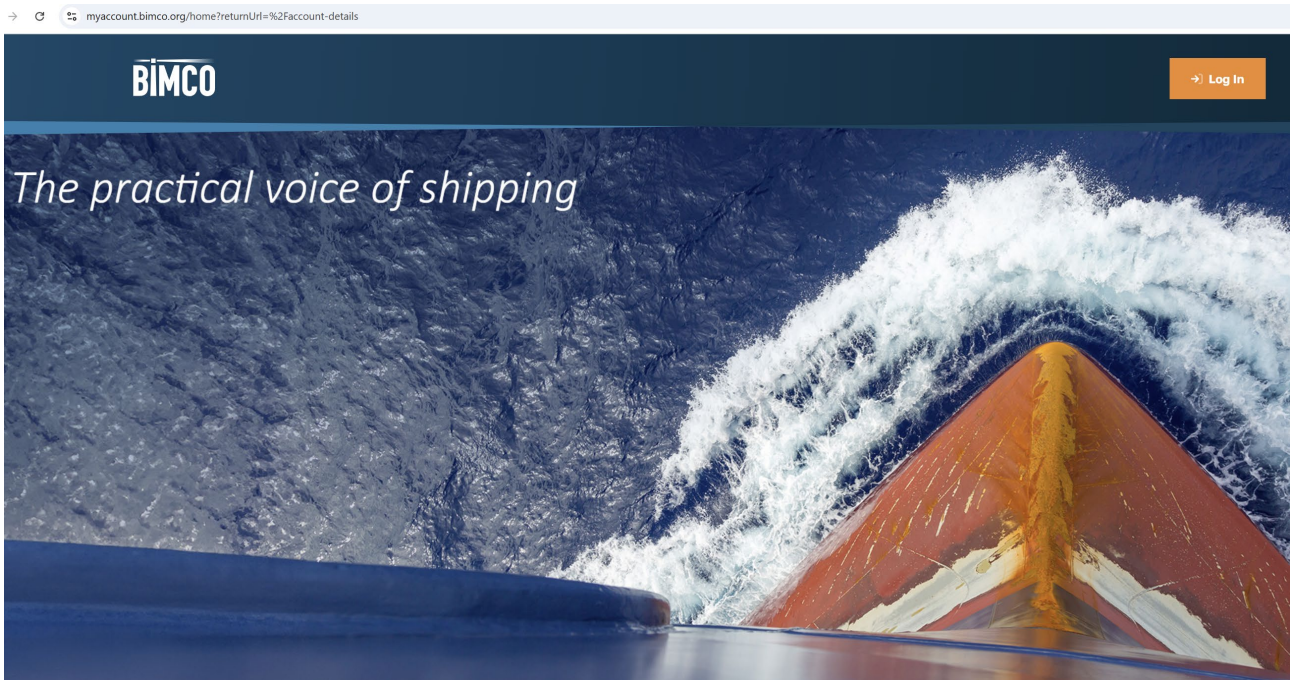 myaccount.bimco.org/home?returnUrl=%2Faccount-details
BIMCO
Log In
The practical voice of shipping